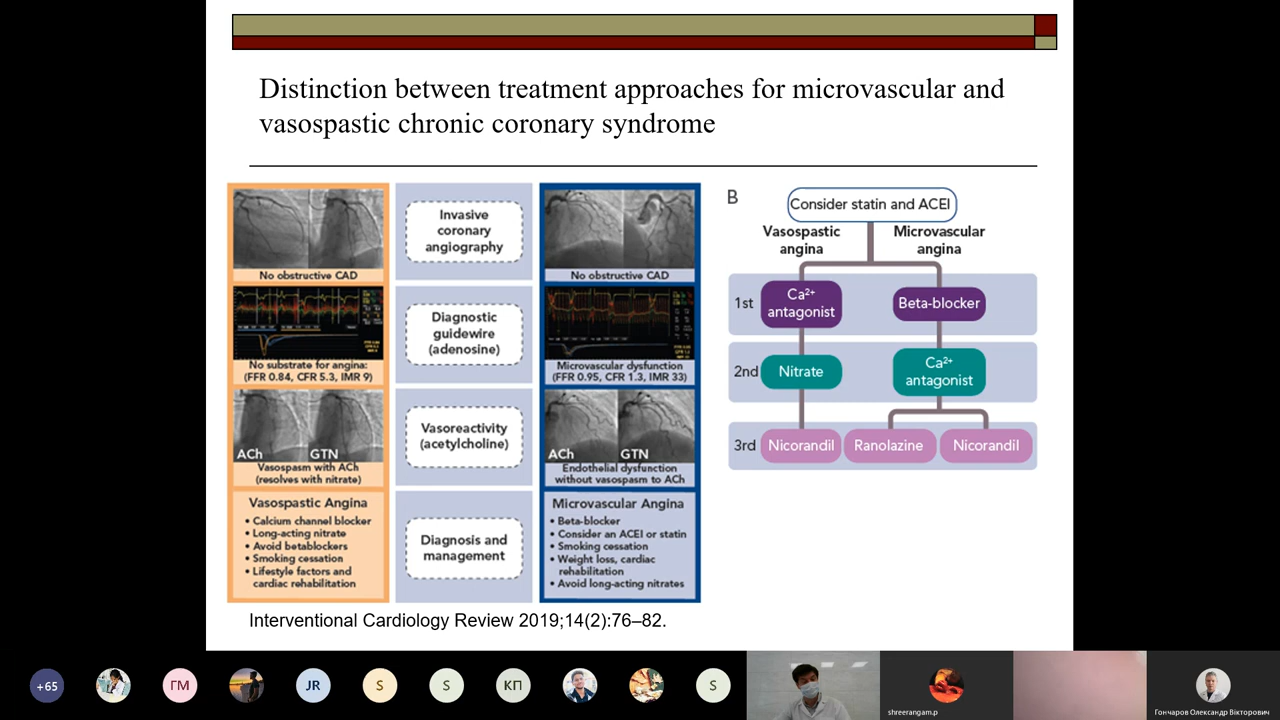 Distinction between treatment approaches for microvascular and
vasospastic chronic coronary syndrome
No obstructive CAD
No substrate for angina:
(FFR 0.84, CFR 5.3, IMR 9)
ACh
GTN
Vasospasm with ACh
(resolves with nitrate)
Vasospastic Angina
• Calcium channel blocker
• Long-acting nitrate
• Avoid betablockers
• Smoking cessation
• Lifestyle factors and
cardiac rehabilitation
Invasive
coronary
angiography
Diagnostic
guidewire
(adenosine)
Vasoreactivity
(acetylcholine)
Diagnosis and
management
No obstructive CAD
Microvascular dysfunction
(FFR 0.95, CFR 1.3, IMR 33)
ACh
GTN
Endothelial dysfunction
without vasospasm to ACh
Microvascular Angina
• Beta-blocker
• Consider an ACEI or statin
• Smoking cessation
• Weight loss, cardiac
rehabilitation
• Avoid long-acting nitrates
B
Consider statin and ACEI
Vasospastic
angina
Microvascular
angina
1st
Ca²⁺
antagonist
Beta-blocker
2nd
Nitrate
Ca²⁺
antagonist
3rd
Nicorandil
Ranolazine
Nicorandil
Interventional Cardiology Review 2019;14(2):76–82.
+65
ГМ
JR
S
S
КП
S
shreerangam.p
Гончаров Олександр Вікторович